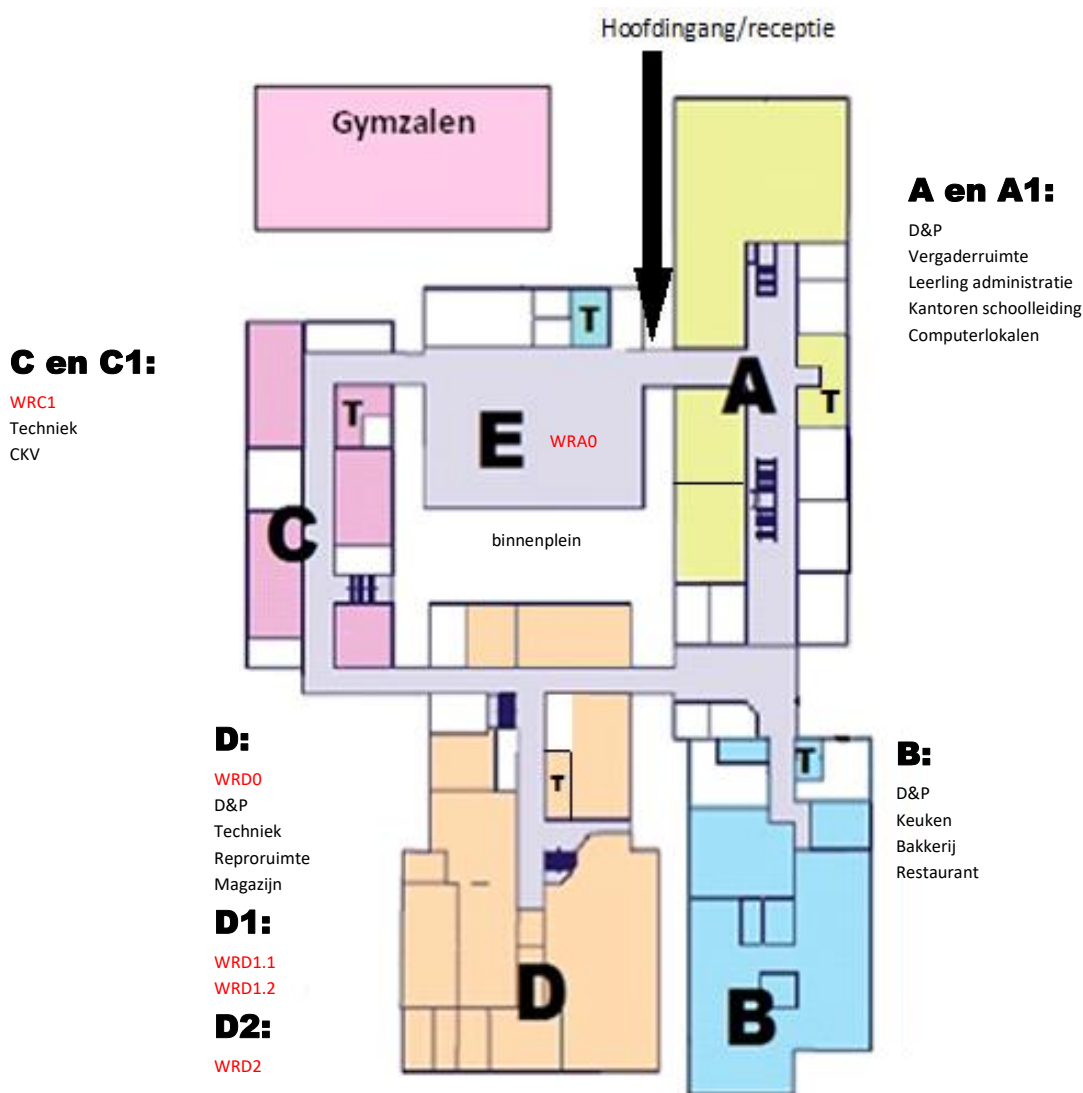 Hoofdingang/receptie
Gymzalen
A en A1:
D&P
Vergaderruimte
Leerling administratie
Kantoren schoolleiding
Computerlokalen
T
C en C1:
WRC1
Techniek
CKV
A
T
T
E
WRA0
C
binnenplein
D:
WRD0
D&P
Techniek
Reproruimte
Magazijn
D1:
WRD1.1
WRD1.2
D2:
WRD2
T
D
T
B:
D&P
Keuken
Bakkerij
Restaurant
B